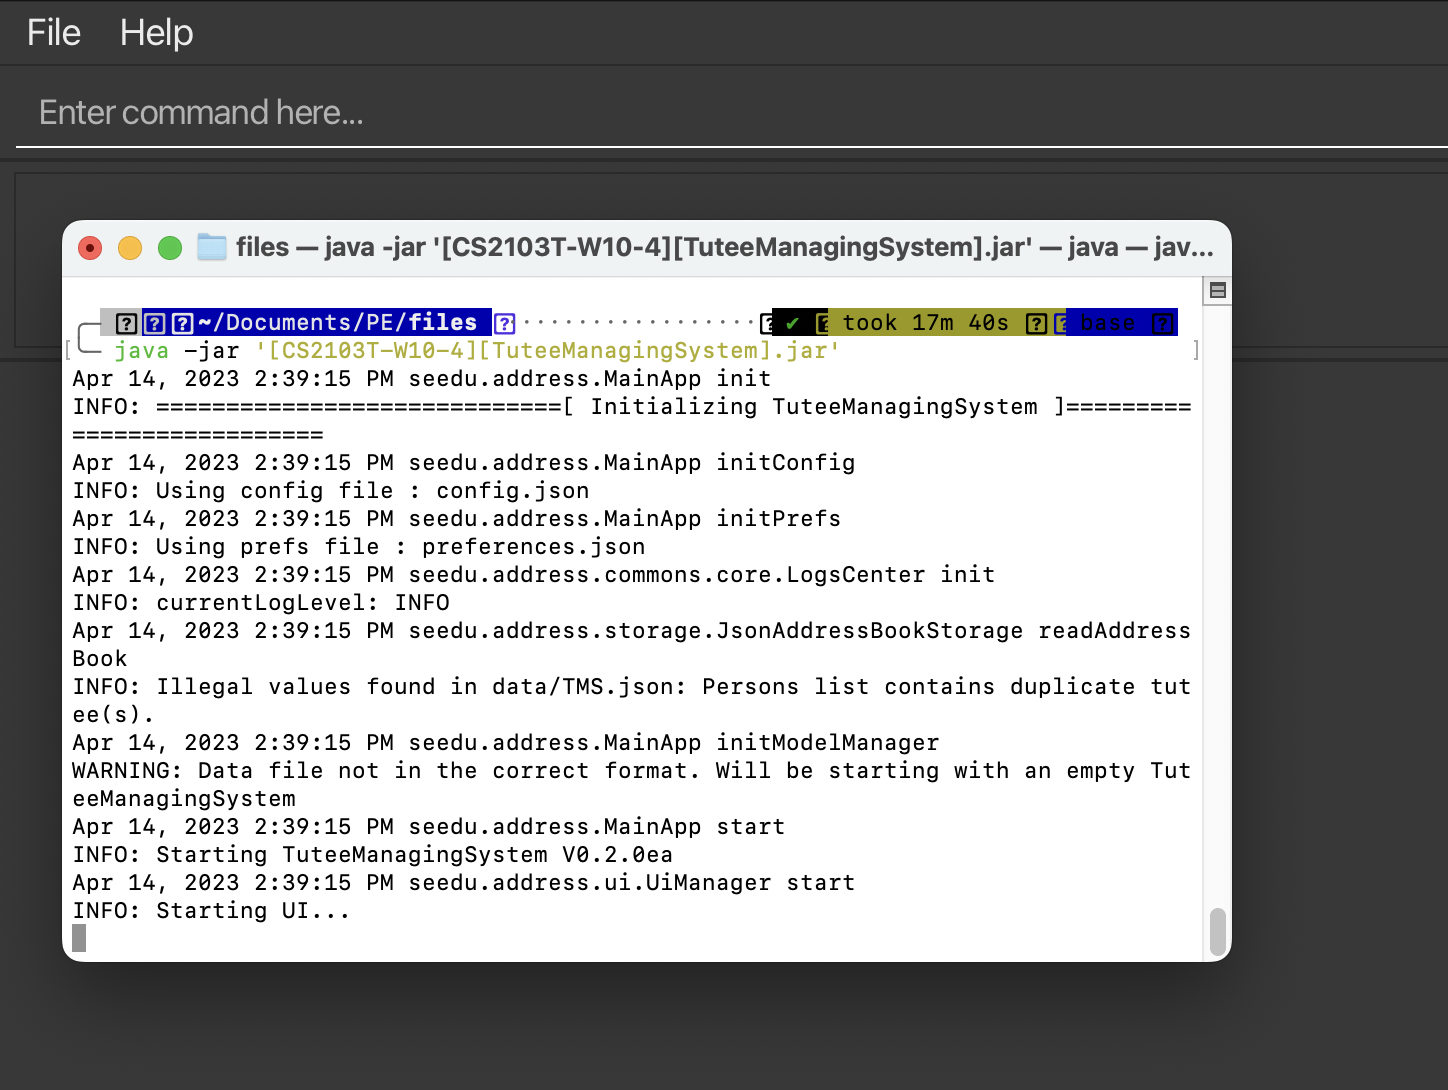 File Help
Enter command here...
files — java -jar '[CS2103T-W10-4][TuteeManagingSystem].jar' — java — jav...
~/Documents/PE/files ✔ took 17m 40s base
java -jar '[CS2103T-W10-4][TuteeManagingSystem].jar'
Apr 14, 2023 2:39:15 PM seedu.address.MainApp init
INFO: =============================[ Initializing TuteeManagingSystem ]=========
==================
Apr 14, 2023 2:39:15 PM seedu.address.MainApp initConfig
INFO: Using config file : config.json
Apr 14, 2023 2:39:15 PM seedu.address.MainApp initPrefs
INFO: Using prefs file : preferences.json
Apr 14, 2023 2:39:15 PM seedu.address.commons.core.LogsCenter init
INFO: currentLogLevel: INFO
Apr 14, 2023 2:39:15 PM seedu.address.storage.JsonAddressBookStorage readAddress
Book
INFO: Illegal values found in data/TMS.json: Persons list contains duplicate tut
ee(s).
Apr 14, 2023 2:39:15 PM seedu.address.MainApp initModelManager
WARNING: Data file not in the correct format. Will be starting with an empty Tut
eeManagingSystem
Apr 14, 2023 2:39:15 PM seedu.address.MainApp start
INFO: Starting TuteeManagingSystem V0.2.0ea
Apr 14, 2023 2:39:15 PM seedu.address.ui.UiManager start
INFO: Starting UI...